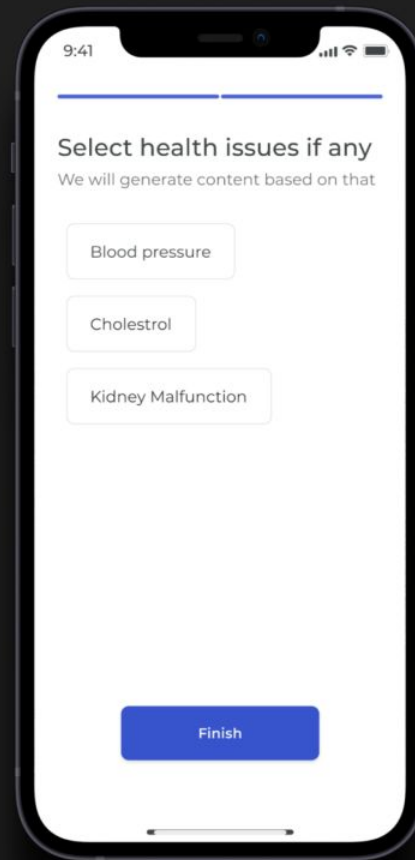 9:41
Select health issues if any
We will generate content based on that
Blood pressure
Cholestrol
Kidney Malfunction
Finish